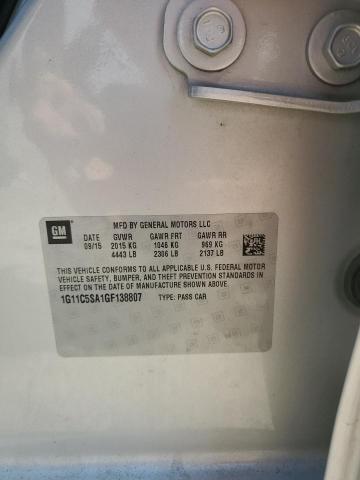 GM
MFD BY GENERAL MOTORS LLC
DATE GVWR GAWR FRT GAWR RR
09/15 2015 KG 1046 KG 969 KG
4443 LB 2306 LB 2137 LB
THIS VEHICLE CONFORMS TO ALL APPLICABLE U.S. FEDERAL MOTOR
VEHICLE SAFETY, BUMPER, AND THEFT PREVENTION STANDARDS IN
EFFECT ON THE DATE OF MANUFACTURE SHOWN ABOVE.
1G11C5SA1GF138807 TYPE: PASS CAR